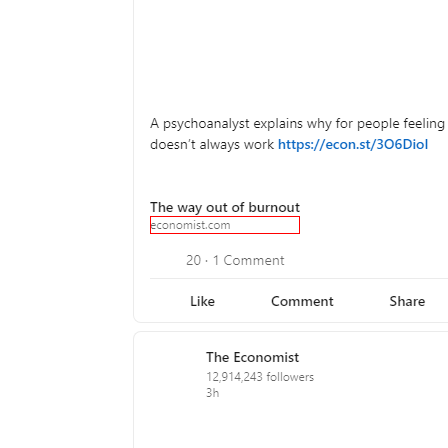 A psychoanalyst explains why for people feeling
doesn't always work https://econ.st/3O6DioI
The way out of burnout
economist.com
20 · 1 Comment
Like Comment Share
The Economist
12,914,243 followers
3h